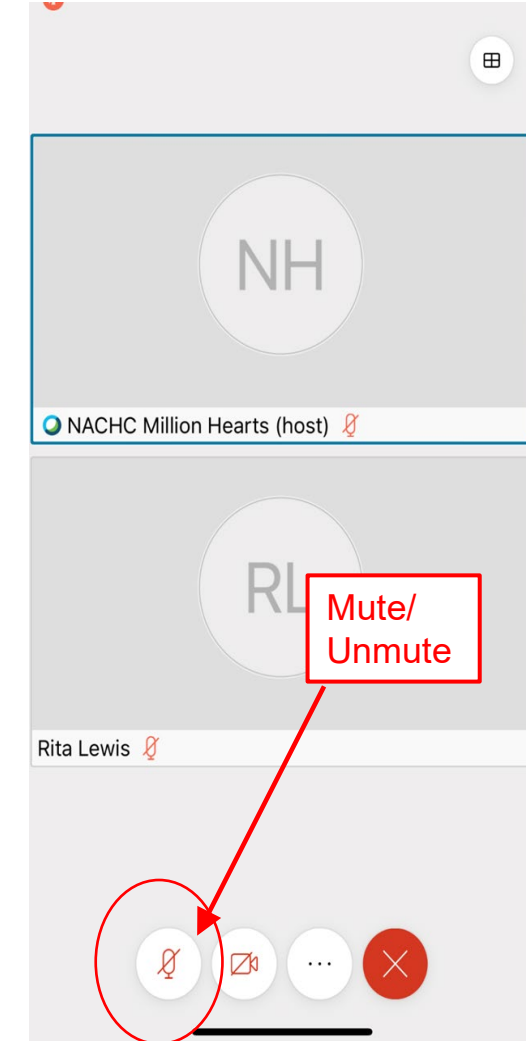 NH
NACHC Million Hearts (host)
RL
Mute/
Unmute
Rita Lewis